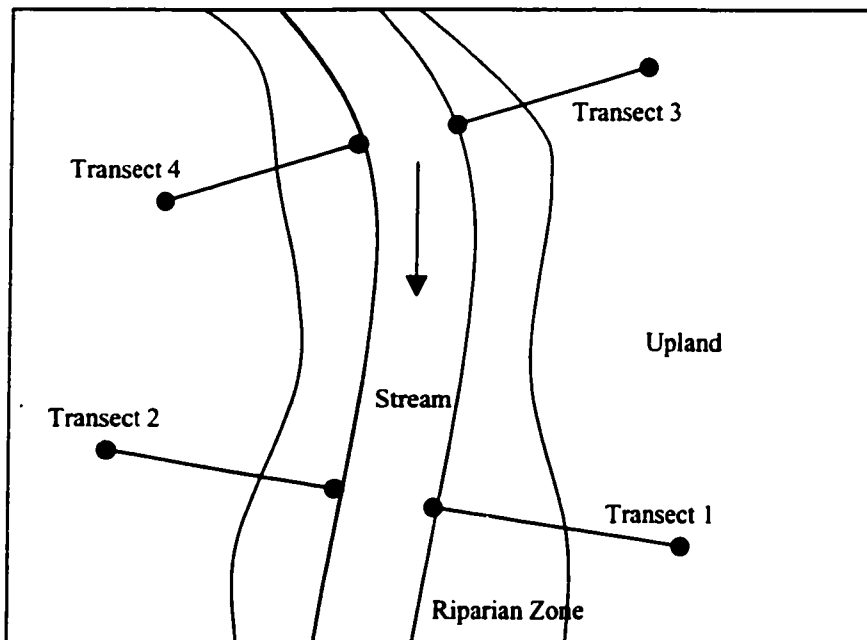 Transect 3
Transect 4
Upland
Stream
Transect 2
Transect 1
Riparian Zone